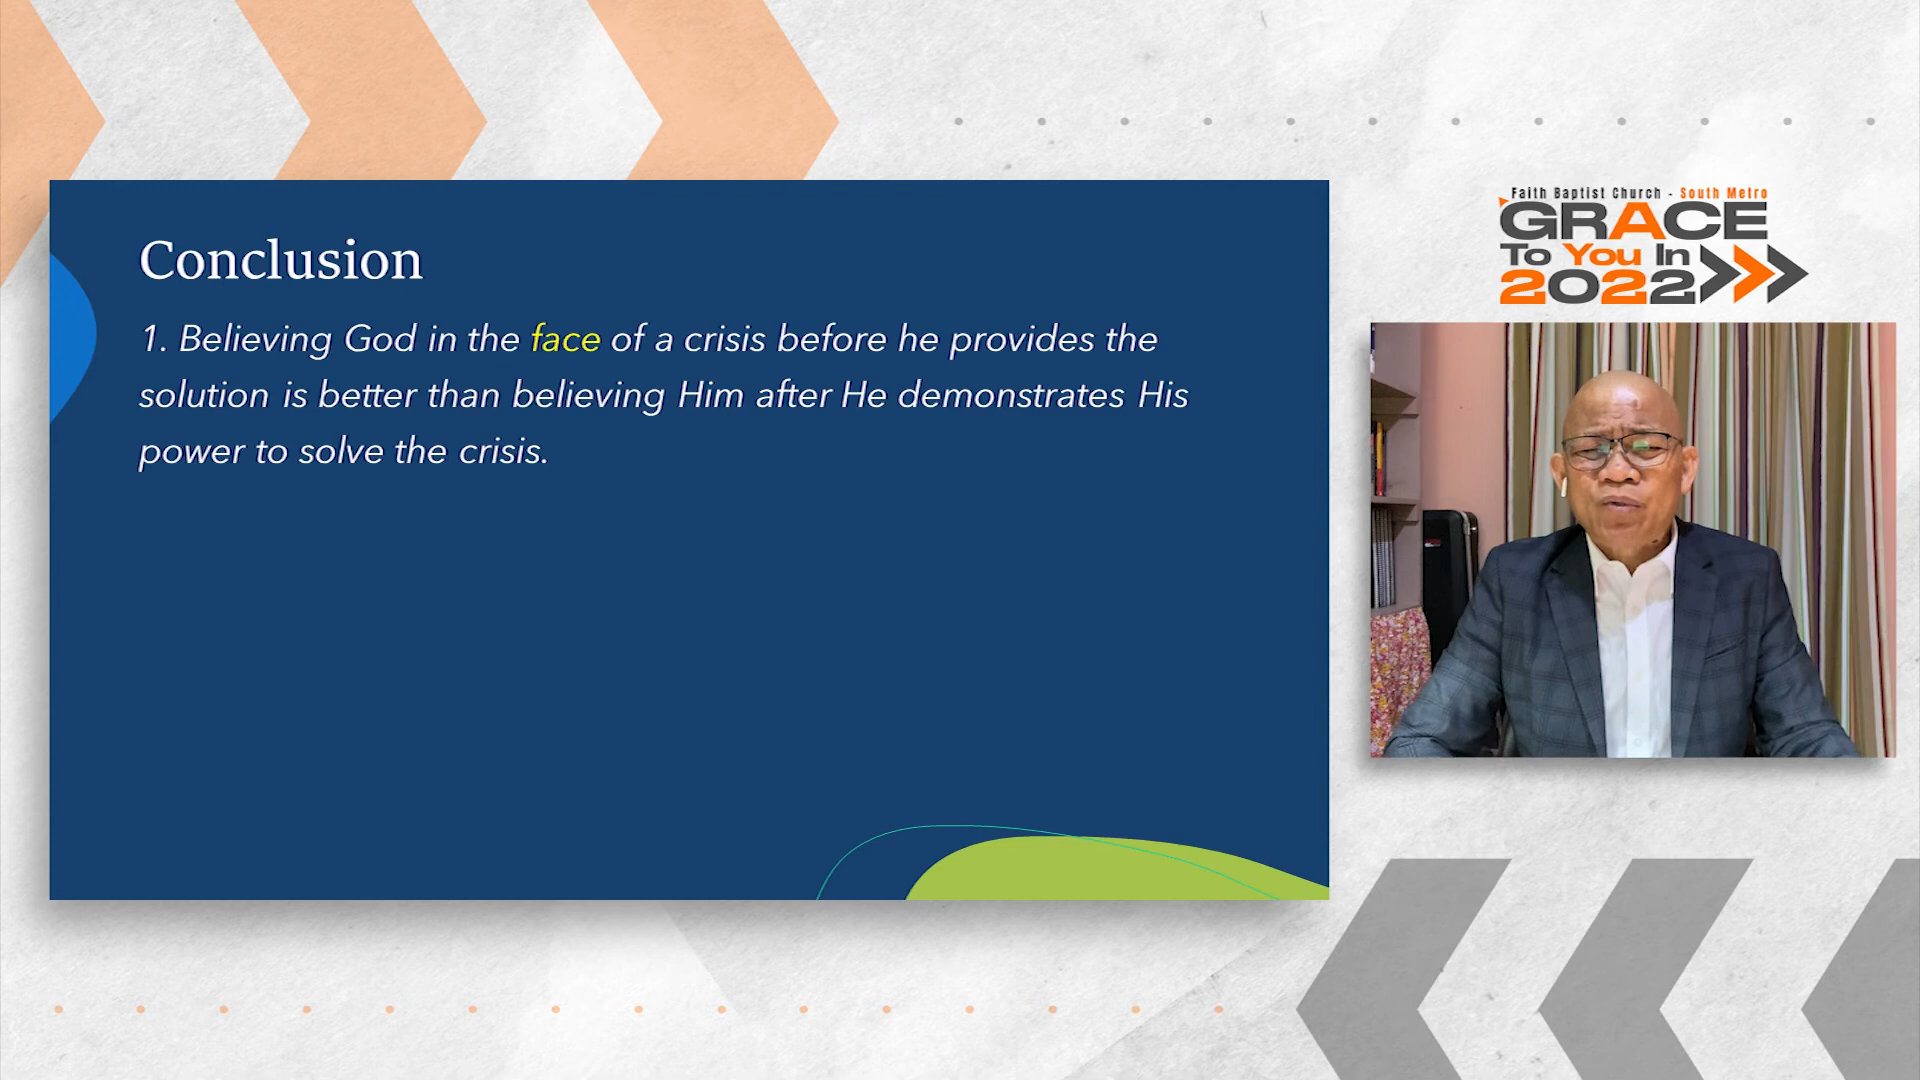 Conclusion
1. Believing God in the face of a crisis before he provides the
solution is better than believing Him after He demonstrates His
power to solve the crisis.
Faith Baptist Church - South Metro
GRACE
To You In
2022